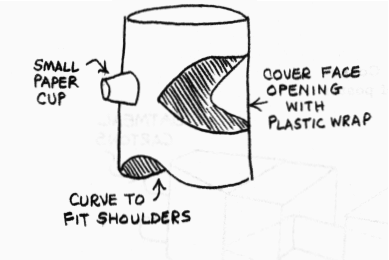 SMALL
PAPER
CUP
COVER FACE
OPENING
WITH
PLASTIC WRAP
CURVE TO
FIT SHOULDERS